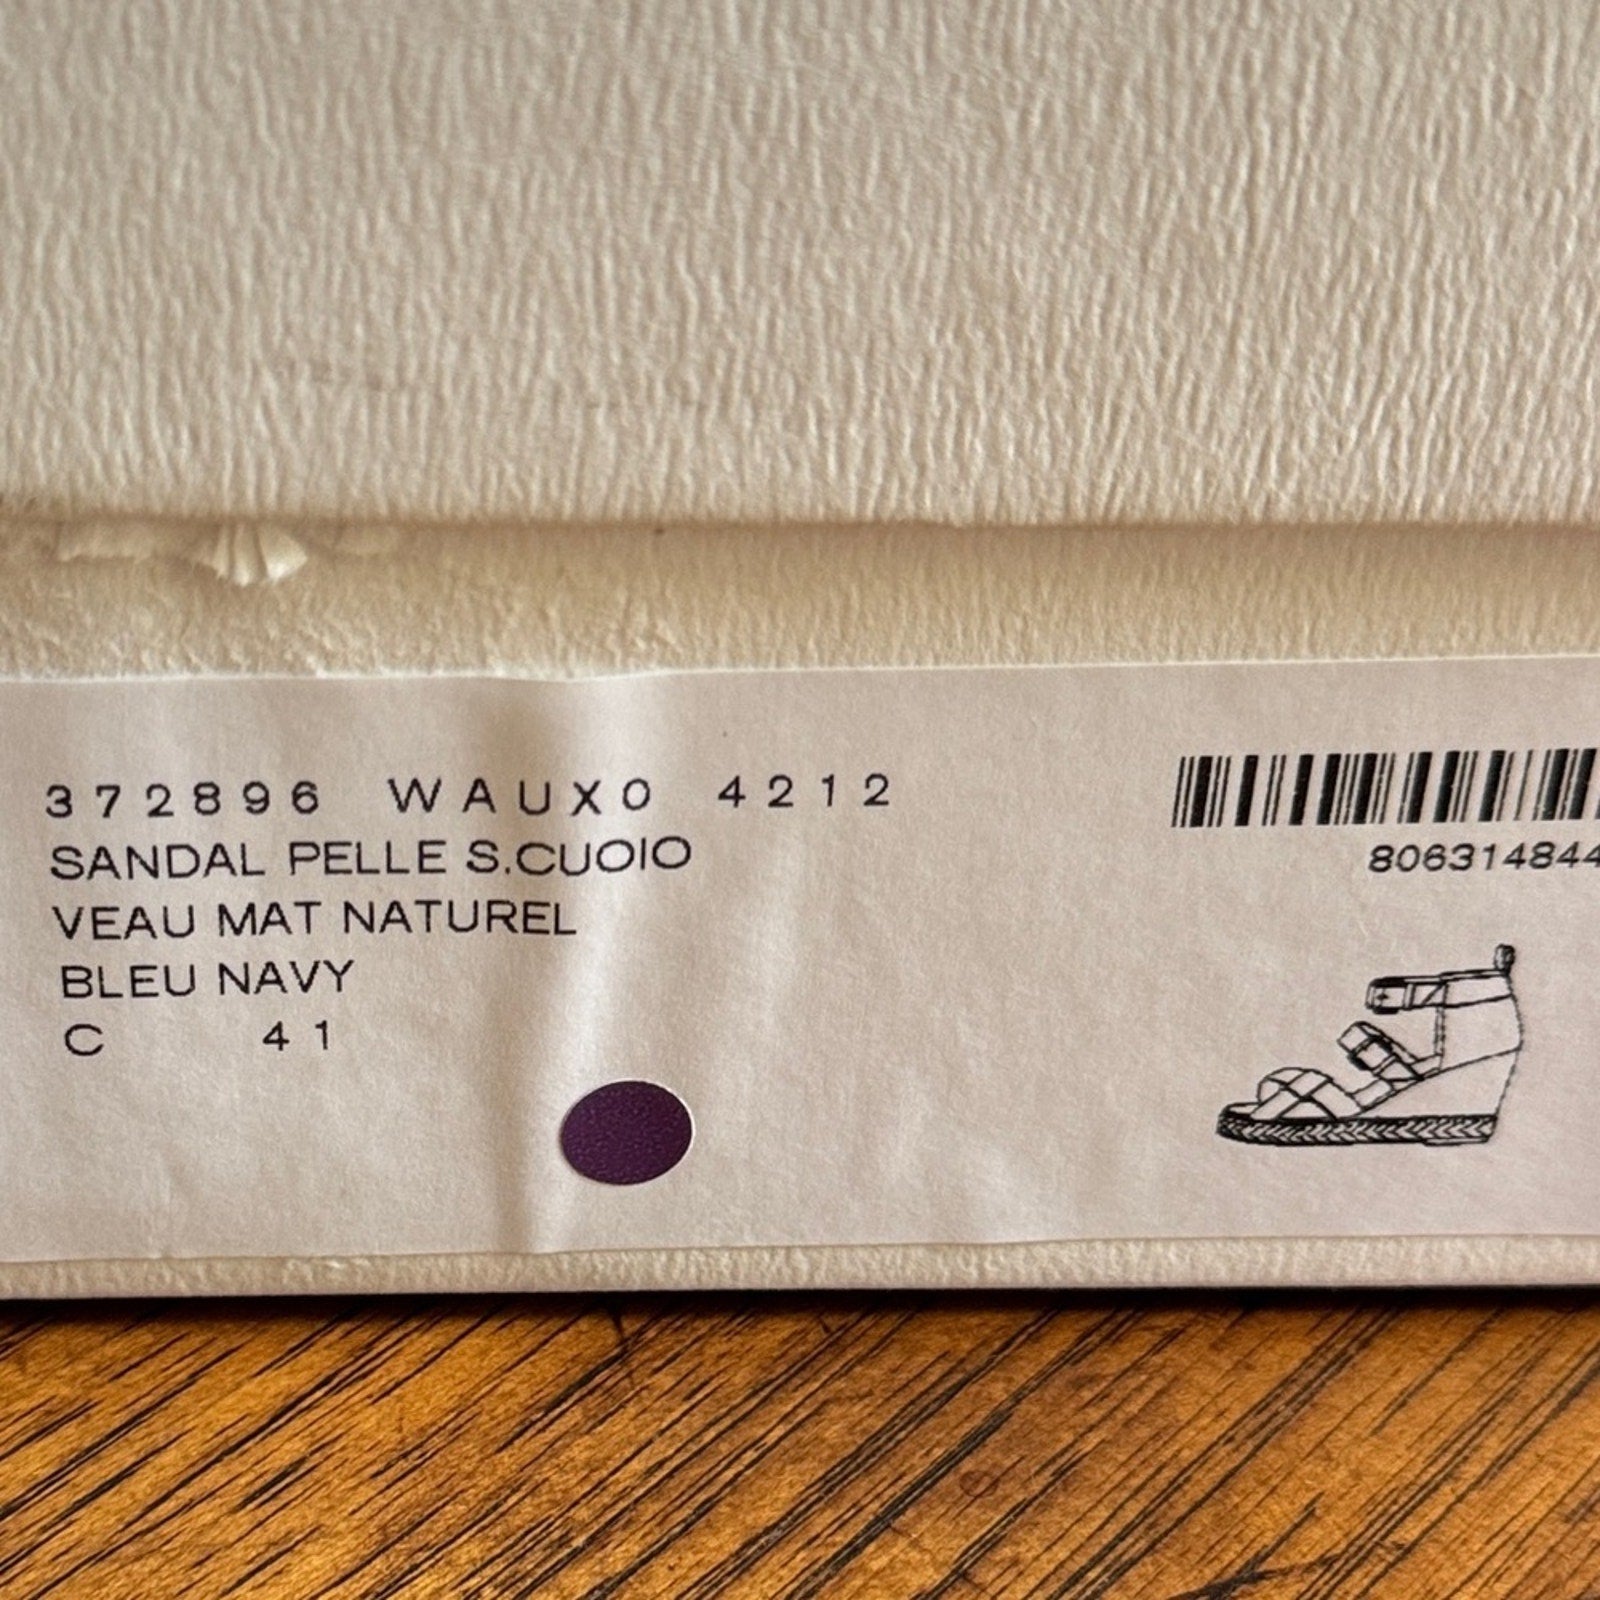 372896 WAUX0 4212
SANDAL PELLE S.CUOIO
VEAU MAT NATUREL
BLEU NAVY
C 41
806314844